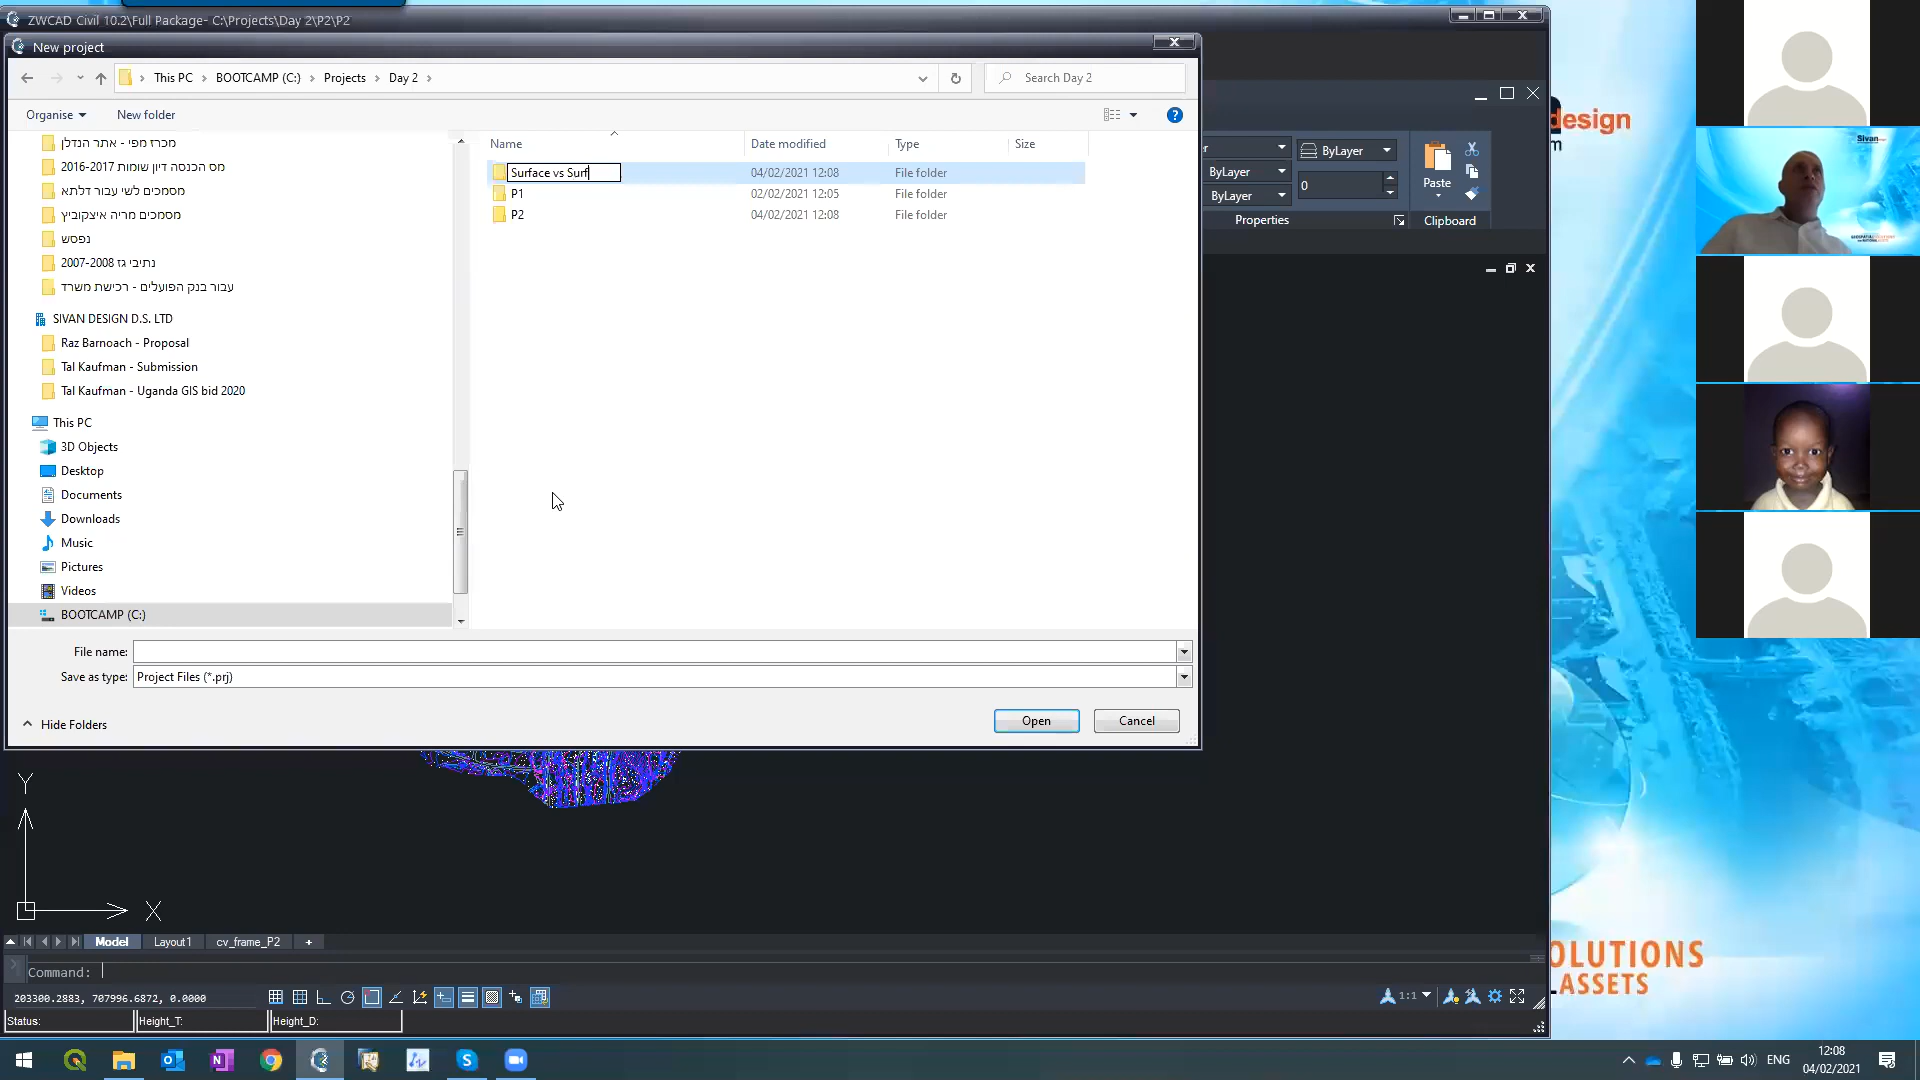 ZWCAD Civil 10.2\Full Package- C:\Projects\Day 2\P2\P2
New project
This PC > BOOTCAMP (C:) > Projects > Day 2 >
Search Day 2
Organise
New folder
Name
Date modified
Type
Size
Surface vs Surf
04/02/2021 12:08
File folder
P1
02/02/2021 12:05
File folder
P2
04/02/2021 12:08
File folder
מכרז מפי - אתר הנדלן
מס הכנסה דיון שומות 2016-2017
מסמכים לשי עבור דלתא
מסמכים מריה איצקוביץ
נפסש
נתיבי גז 2007-2008
עבור בנק הפועלים - רכישת משרד
SIVAN DESIGN D.S. LTD
Raz Barnoach - Proposal
Tal Kaufman - Submission
Tal Kaufman - Uganda GIS bid 2020
This PC
3D Objects
Desktop
Documents
Downloads
Music
Pictures
Videos
BOOTCAMP (C:)
File name:
Save as type:
Project Files (*.prj)
Hide Folders
Open
Cancel
ByLayer
ByLayer
ByLayer
0
Paste
Properties
Clipboard
design
m
Sivan
Y
X
Model
Layout1
cv_frame_P2
+
Command:
203300.2883, 707996.6872, 0.0000
1:1
Status:
Height_T:
Height_D:
OLUTIONS
ASSETS
ENG
12:08
04/02/2021